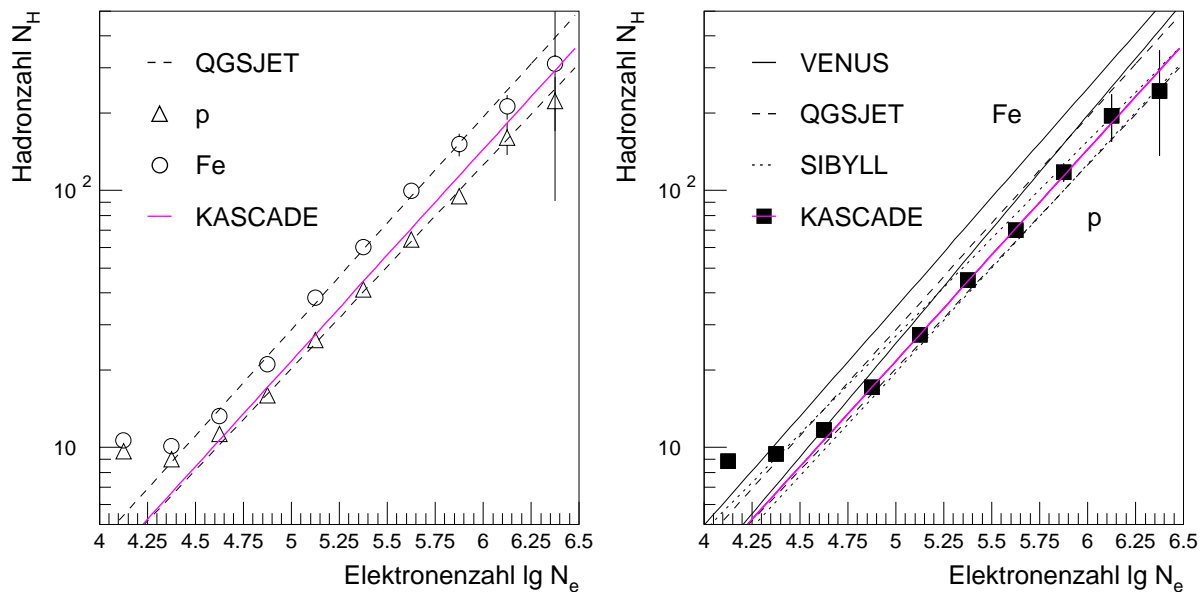 Hadronzahl N_H
10 ²
10
QGSJET
p
Fe
KASCADE
4 4.25 4.5 4.75 5 5.25 5.5 5.75 6 6.25 6.5
Elektronenzahl lg N_e
Hadronzahl N_H
10 ²
10
VENUS
QGSJET
SIBYLL
KASCADE
Fe
p
4 4.25 4.5 4.75 5 5.25 5.5 5.75 6 6.25 6.5
Elektronenzahl lg N_e